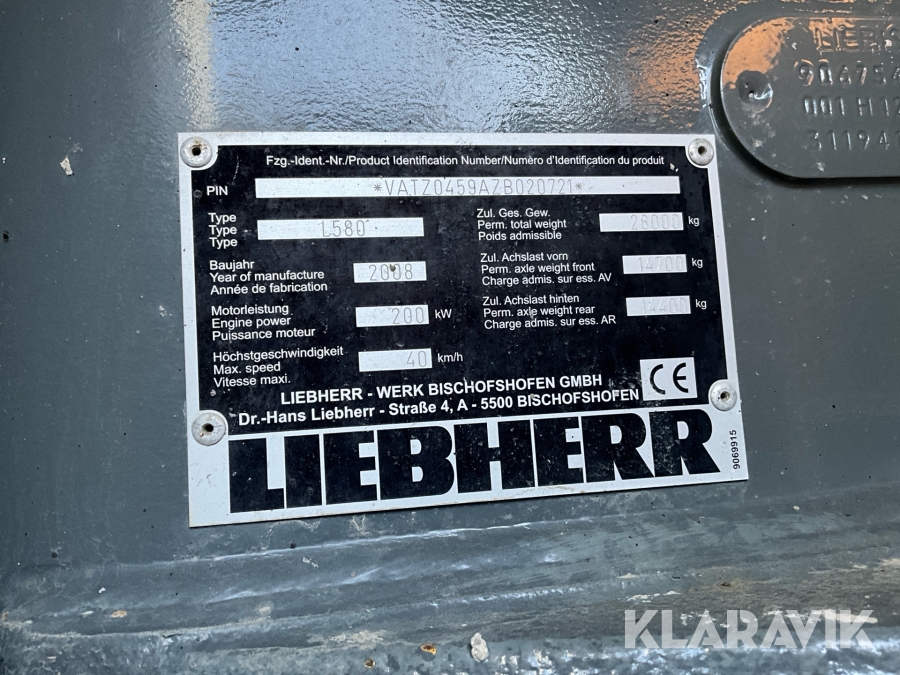 Fzg.-Ident.-Nr./Product Identification Number/Numéro d'Identification du produit
PIN *VATZ0459AZB020721*
Type
Type L580
Type
Zul. Ges. Gew.
Perm. total weight 28000 kg
Poids admissible
Baujahr
Year of manufacture 2008
Année de fabrication
Zul. Achslast vorn
Perm. axle weight front kg
Charge admis. sur ess. AV
Motorleistung
Engine power 200 kW
Puissance moteur
Zul. Achslast hinten
Perm. axle weight rear kg
Charge admis. sur ess. AR
Höchstgeschwindigkeit
Max. speed 40 km/h
Vitesse maxi.
CE
LIEBHERR - WERK BISCHOFSHOFEN GMBH
Dr.-Hans Liebherr - Straße 4, A - 5500 BISCHOFSHOFEN
LIEBHERR
9069915
KLARAVIK